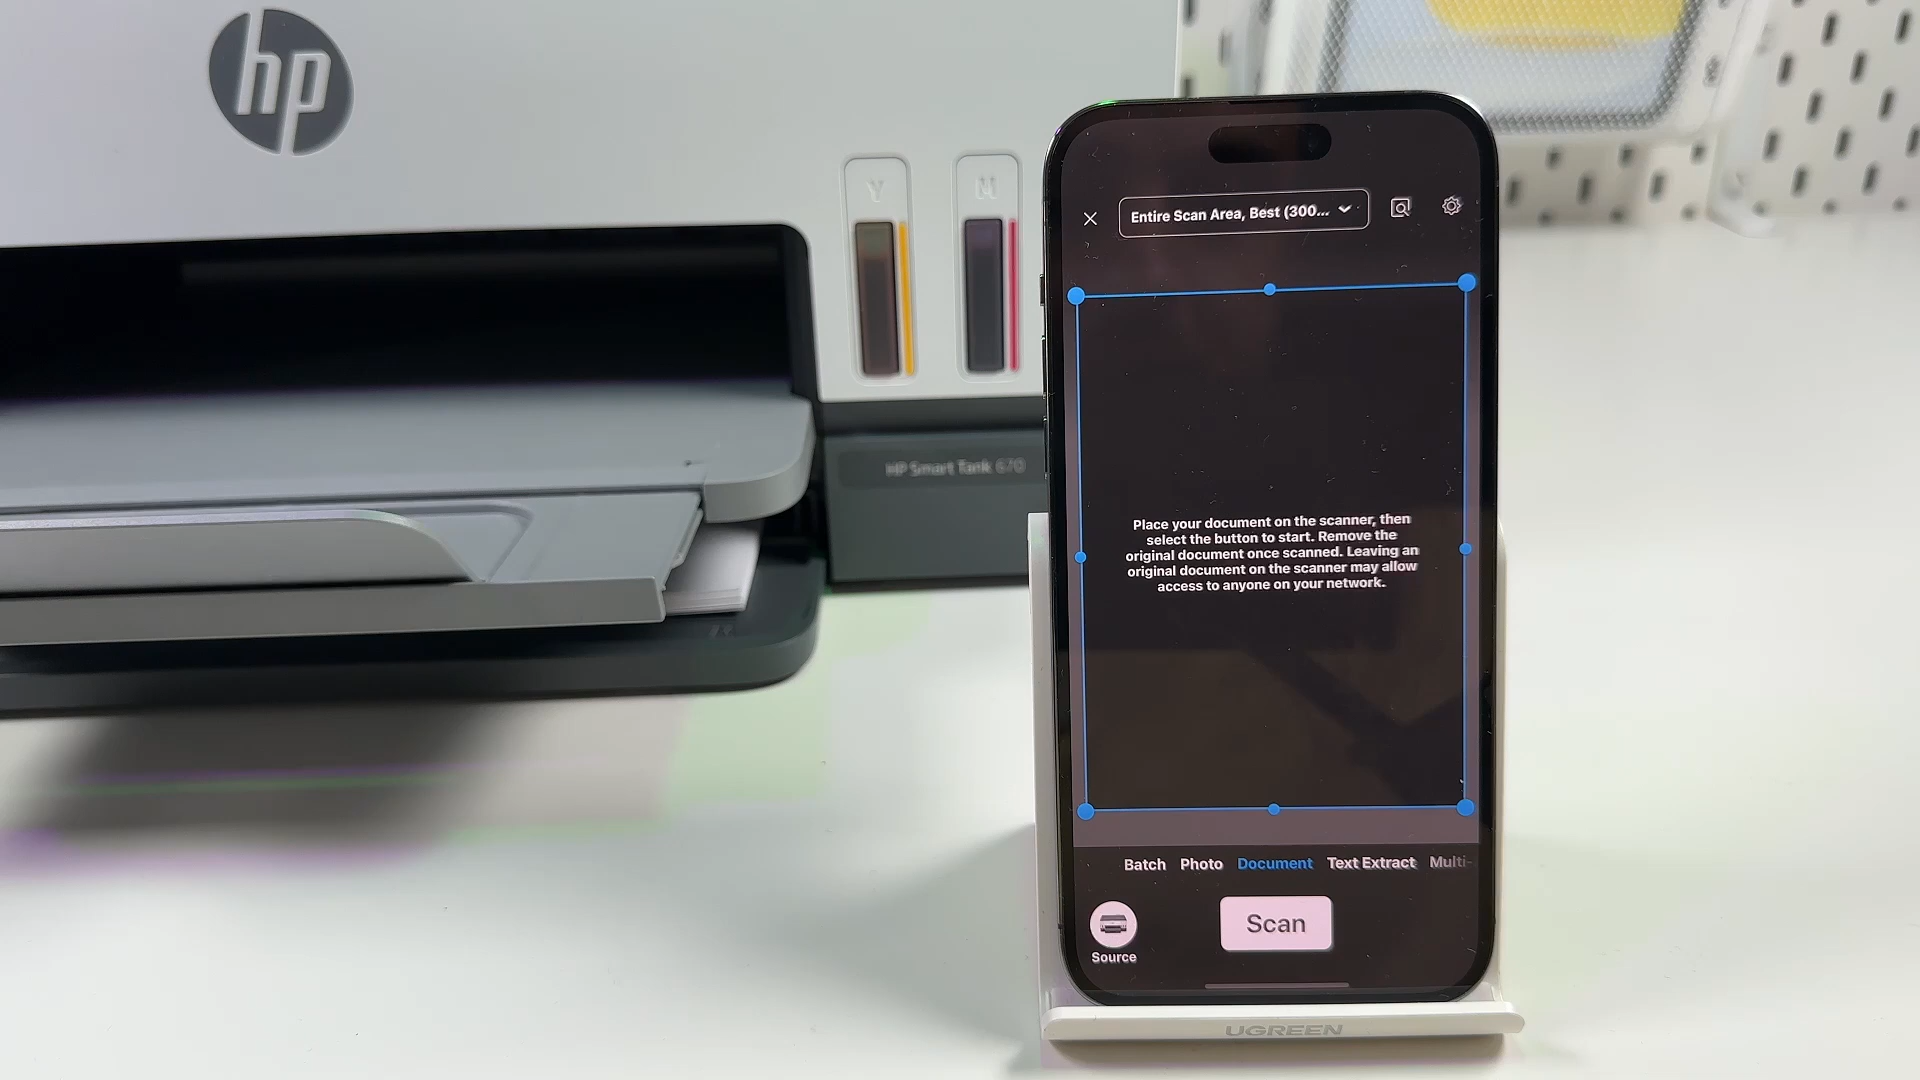 hp
Y
M
HP Smart Tank 670
Entire Scan Area, Best (300...
Place your document on the scanner, then
select the button to start. Remove the
original document once scanned. Leaving an
original document on the scanner may allow
access to anyone on your network.
Batch Photo Document Text Extract Multi-
Scan
Source
UGREEN